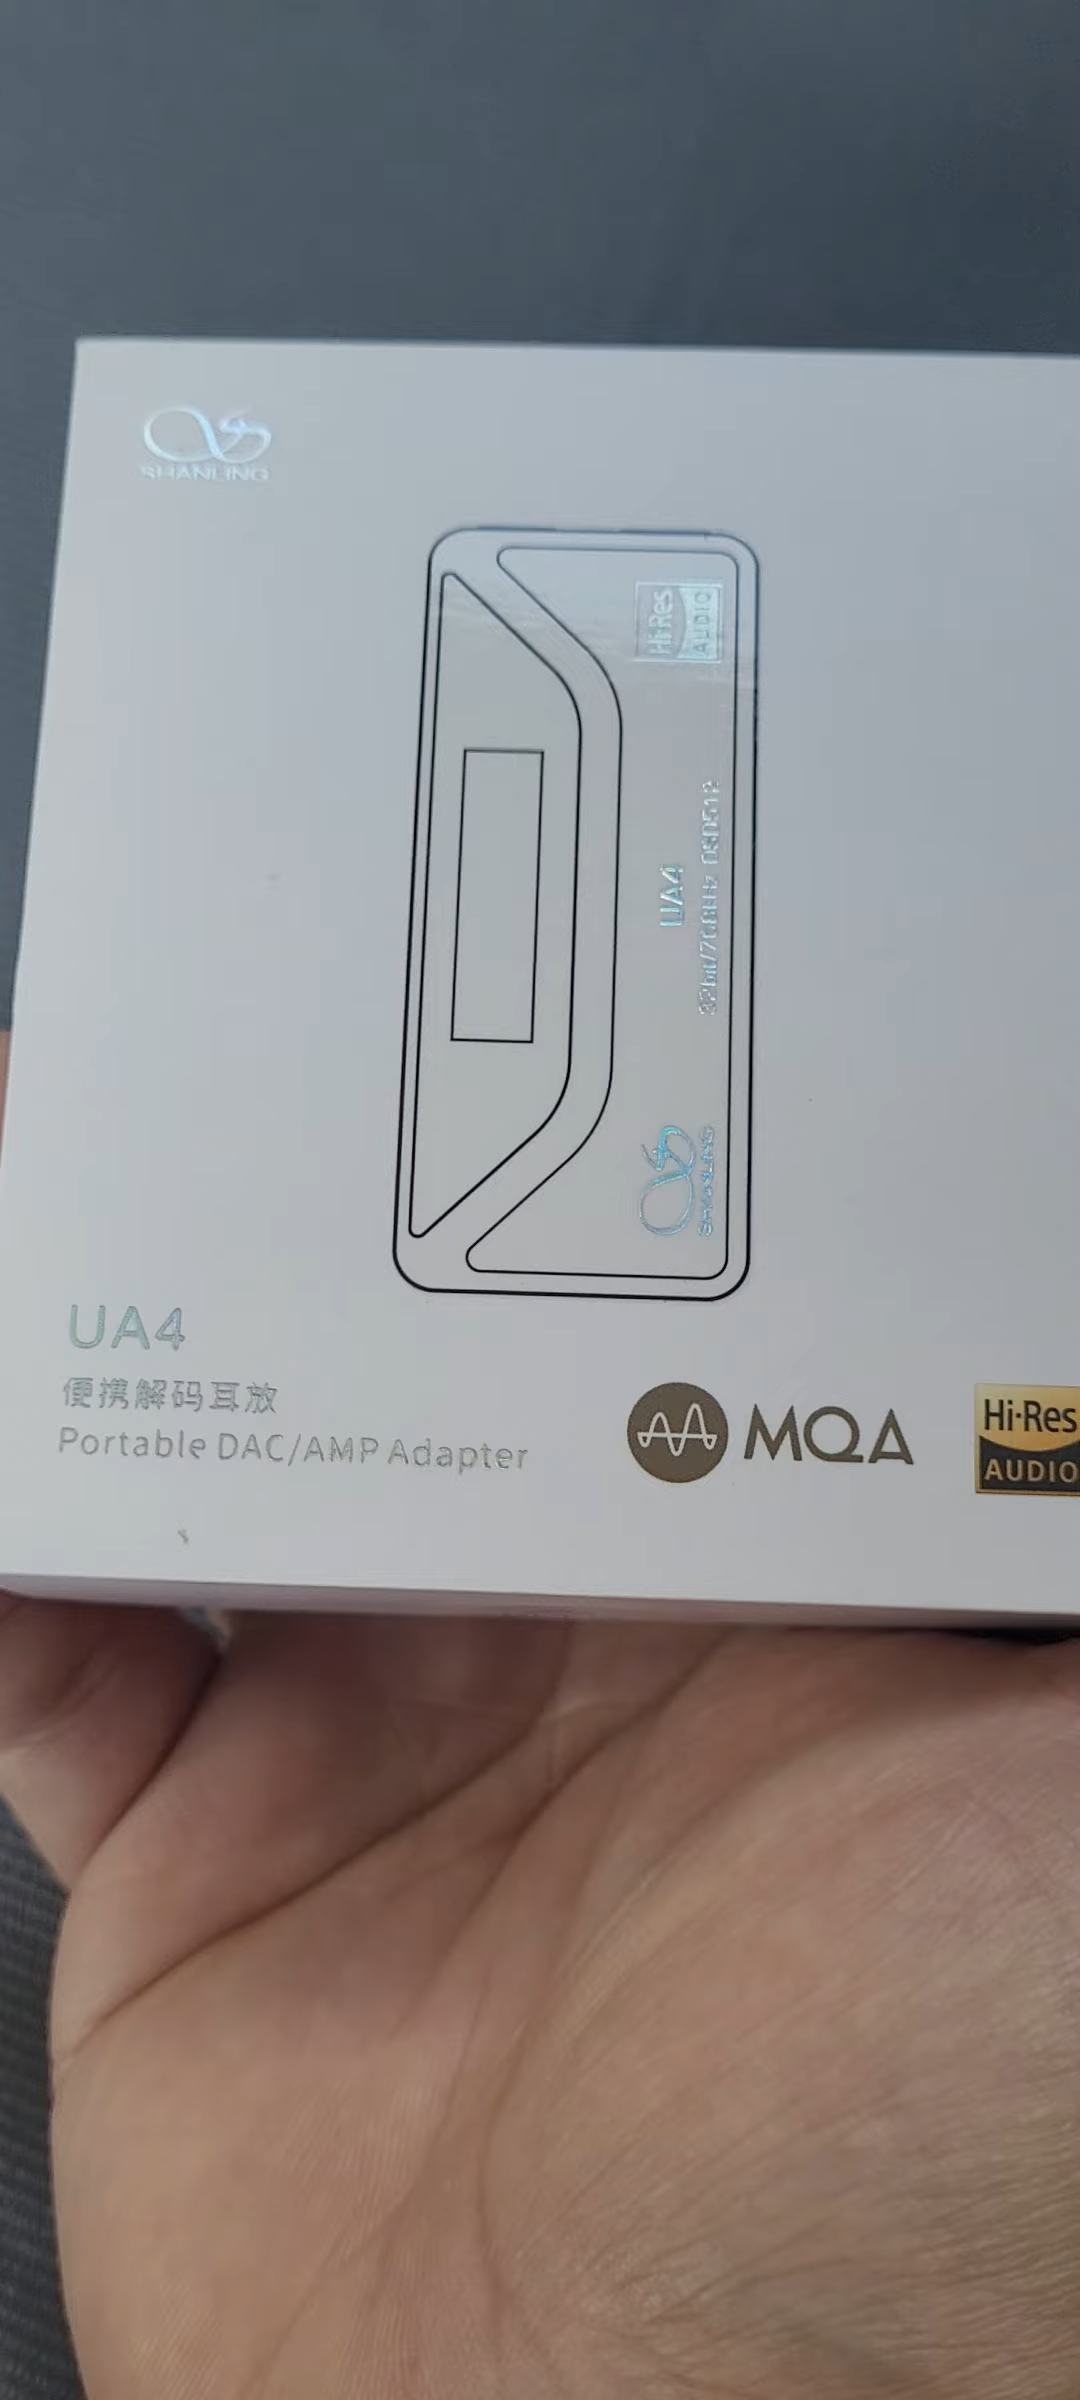 SHANLING
Hi-Res
AUDIO
UA4
32bit/768kHz DSD512
SHANLING
UA4
便携解码耳放
Portable DAC/AMP Adapter
MQA
Hi-Res
AUDIO